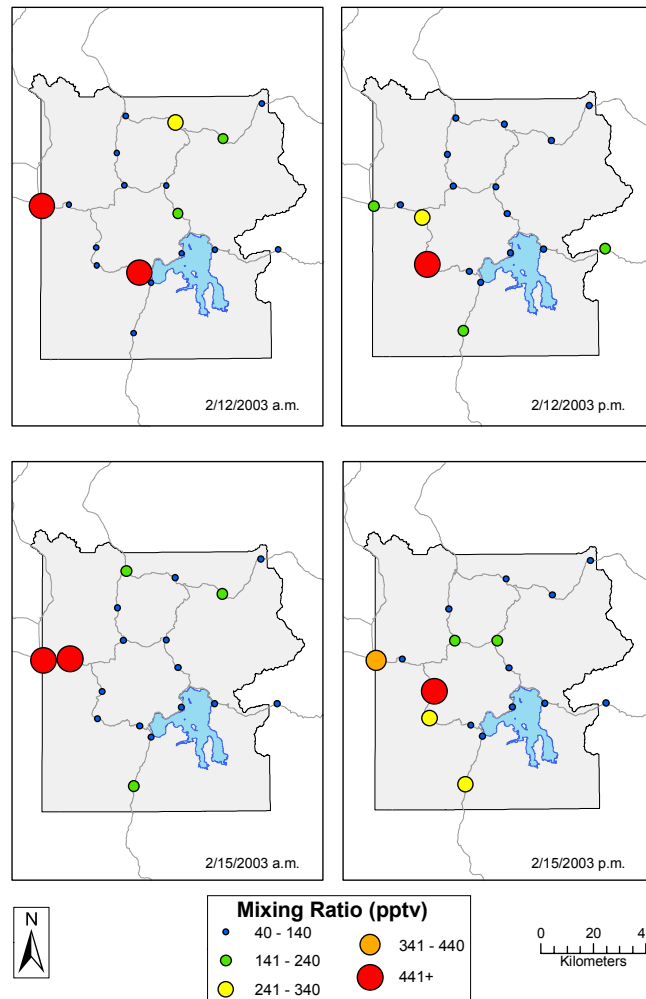 2/12/2003 a.m.
2/12/2003 p.m.
2/15/2003 a.m.
2/15/2003 p.m.
N
Mixing Ratio (pptv)
40 - 140
341 - 440
141 - 240
441+
241 - 340
0 20 4
Kilometers